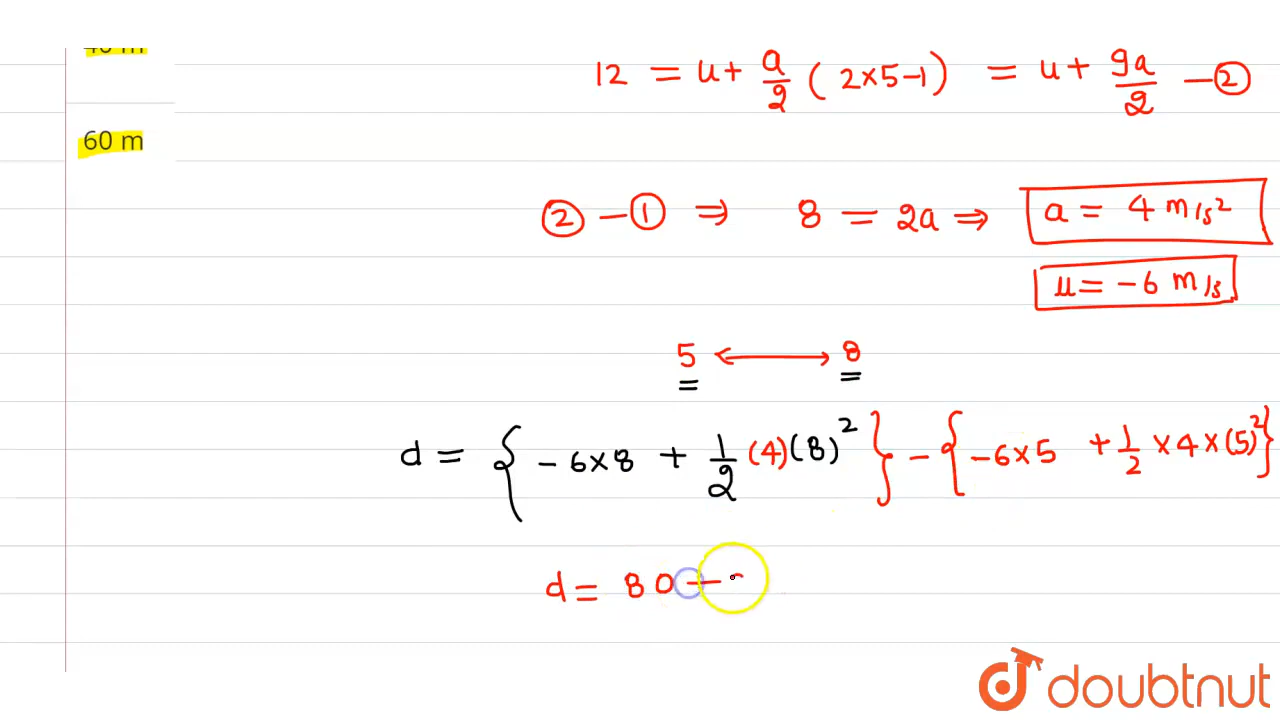 12 = u + a/2 ( 2×5-1) = u + 9a/2 - ②
60 m
② - ① ⇒ 8 = 2a ⇒ a = 4 m/s²
u = -6 m/s
5 ⟷ 8
d = { -6×8 + 1/2 (4)(8)² } - { -6×5 + 1/2 ×4×(5)² }
d = 80 -
doubtnut